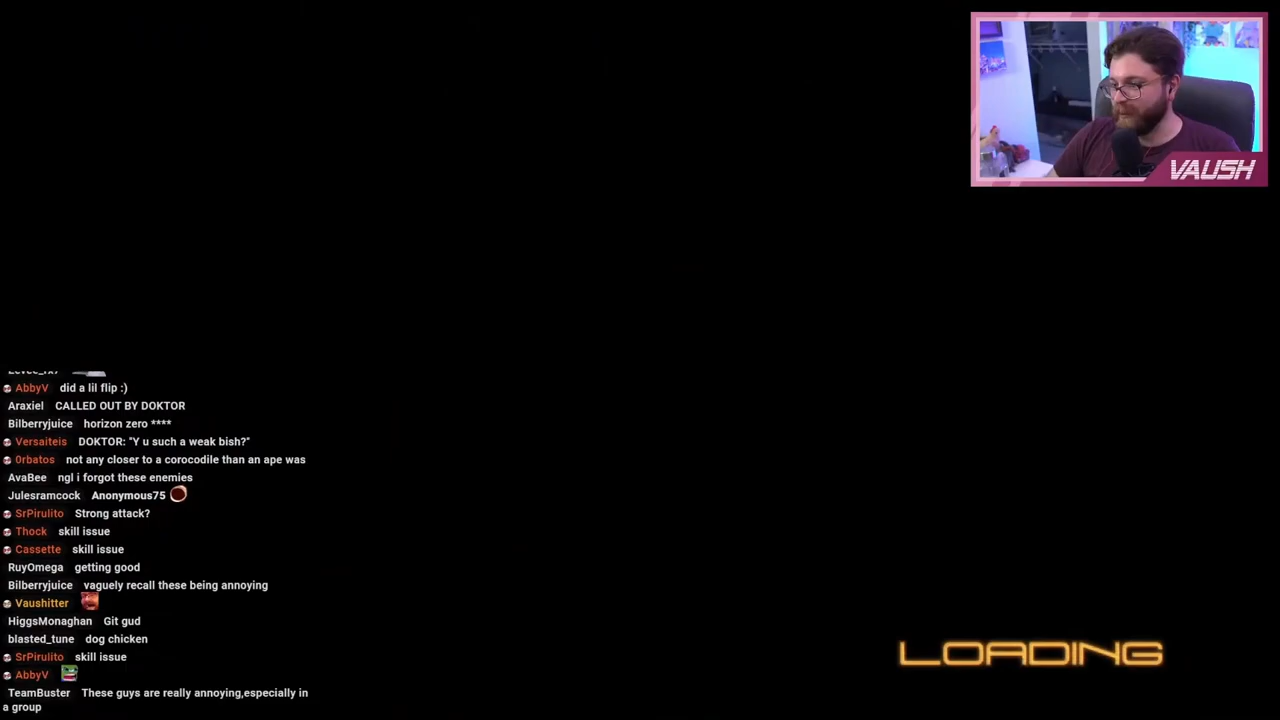 VAUSH
AbbyV did a lil flip :)
Araxiel CALLED OUT BY DOKTOR
Bilberryjuice horizon zero ****
Versaiteis DOKTOR: "Y u such a weak bish?"
0rbatos not any closer to a corocodile than an ape was
AvaBee ngl i forgot these enemies
Julesramcock Anonymous75
SrPirulito Strong attack?
Thock skill issue
Cassette skill issue
RuyOmega getting good
Bilberryjuice vaguely recall these being annoying
Vaushitter
HiggsMonaghan Git gud
blasted_tune dog chicken
SrPirulito skill issue
AbbyV
TeamBuster These guys are really annoying,especially in
a group
LOADING